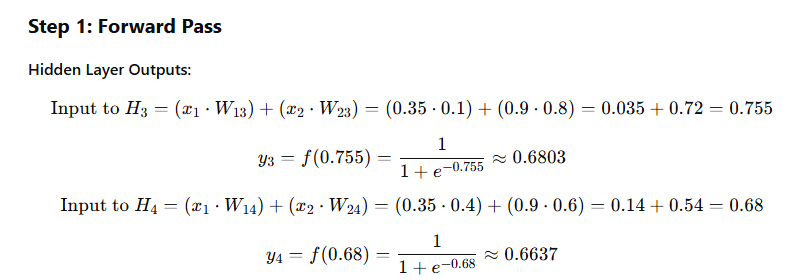 Step 1: Forward Pass
Hidden Layer Outputs:
Input to H₃ = (x₁ · W₁₃) + (x₂ · W₂₃) = (0.35 · 0.1) + (0.9 · 0.8) = 0.035 + 0.72 = 0.755
y₃ = f(0.755) = 1 / (1 + e^−0.755) ≈ 0.6803
Input to H₄ = (x₁ · W₁₄) + (x₂ · W₂₄) = (0.35 · 0.4) + (0.9 · 0.6) = 0.14 + 0.54 = 0.68
y₄ = f(0.68) = 1 / (1 + e^−0.68) ≈ 0.6637